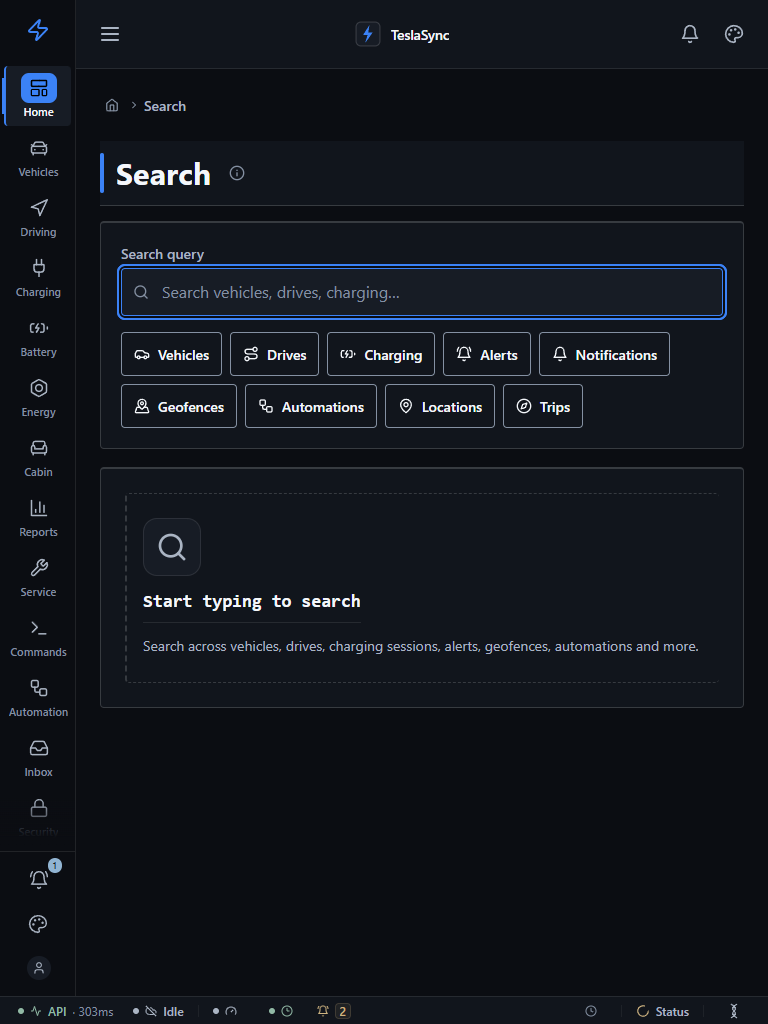 TeslaSync
Home
Vehicles
Driving
Charging
Battery
Energy
Cabin
Reports
Service
Commands
Automation
Inbox
Security
1
Search
Search
Search query
Search vehicles, drives, charging...
Vehicles Drives Charging Alerts Notifications
Geofences Automations Locations Trips
Start typing to search
Search across vehicles, drives, charging sessions, alerts, geofences, automations and more.
API · 303ms Idle 2 Status